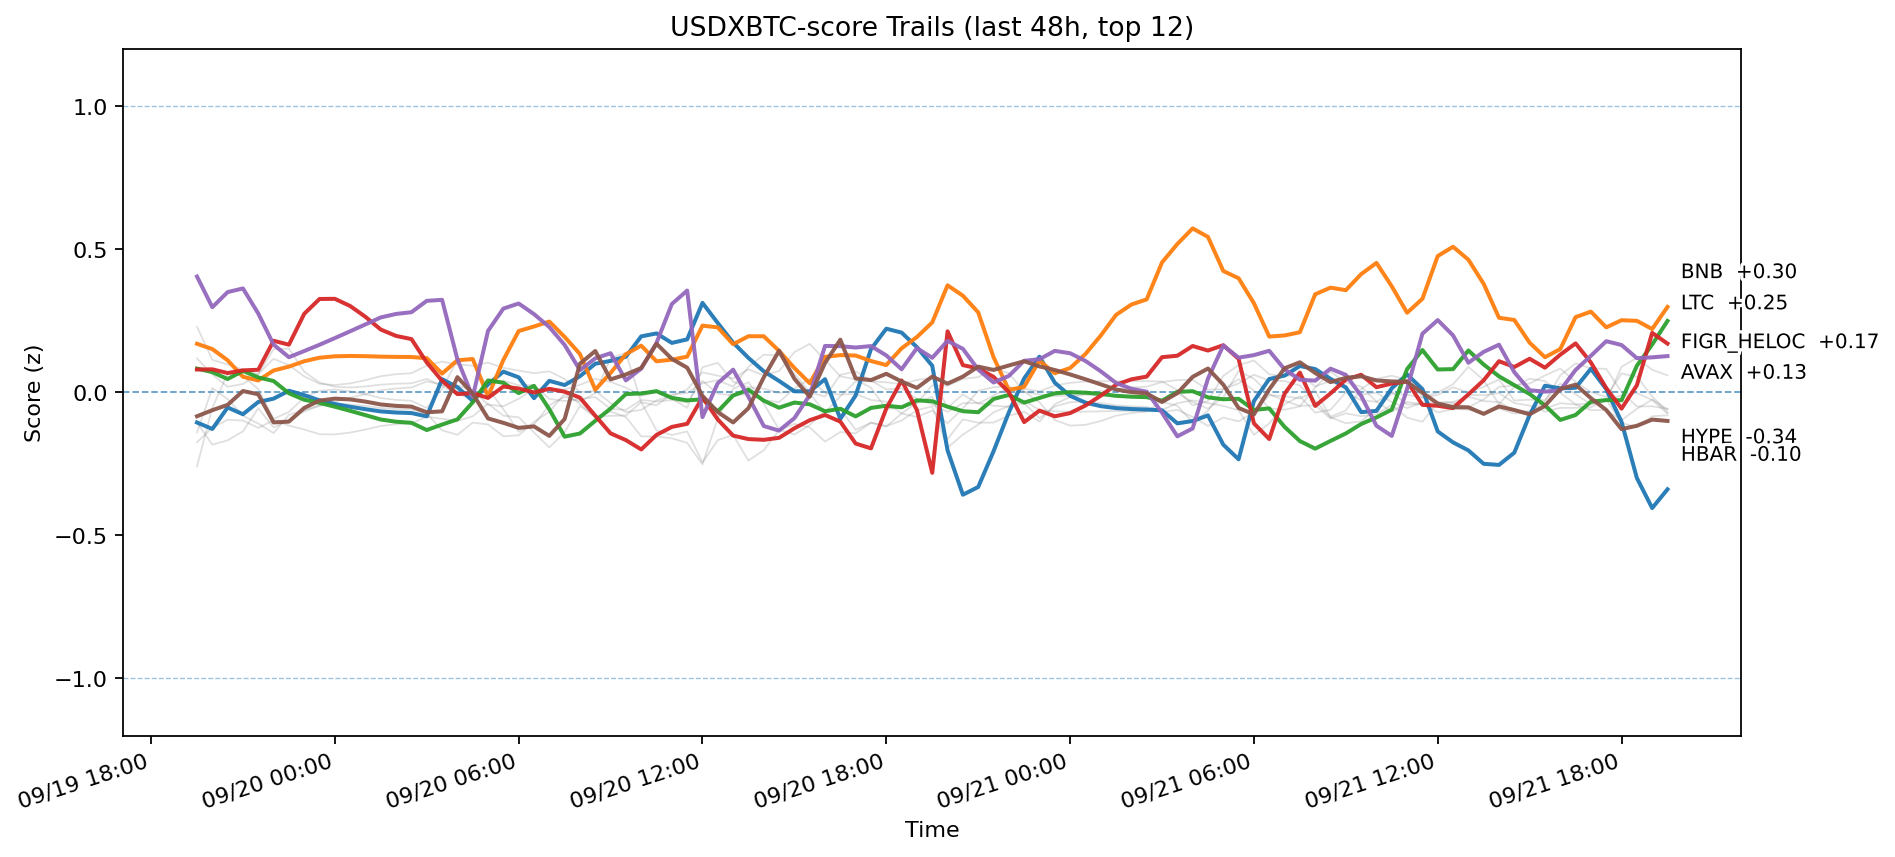 USDXBTC-score Trails (last 48h, top 12)
Score (z)
1.0
0.5
0.0
−0.5
−1.0
BNB +0.30
LTC +0.25
FIGR_HELOC +0.17
AVAX +0.13
HYPE -0.34
HBAR -0.10
09/19 18:00
09/20 00:00
09/20 06:00
09/20 12:00
09/20 18:00
09/21 00:00
09/21 06:00
09/21 12:00
09/21 18:00
Time